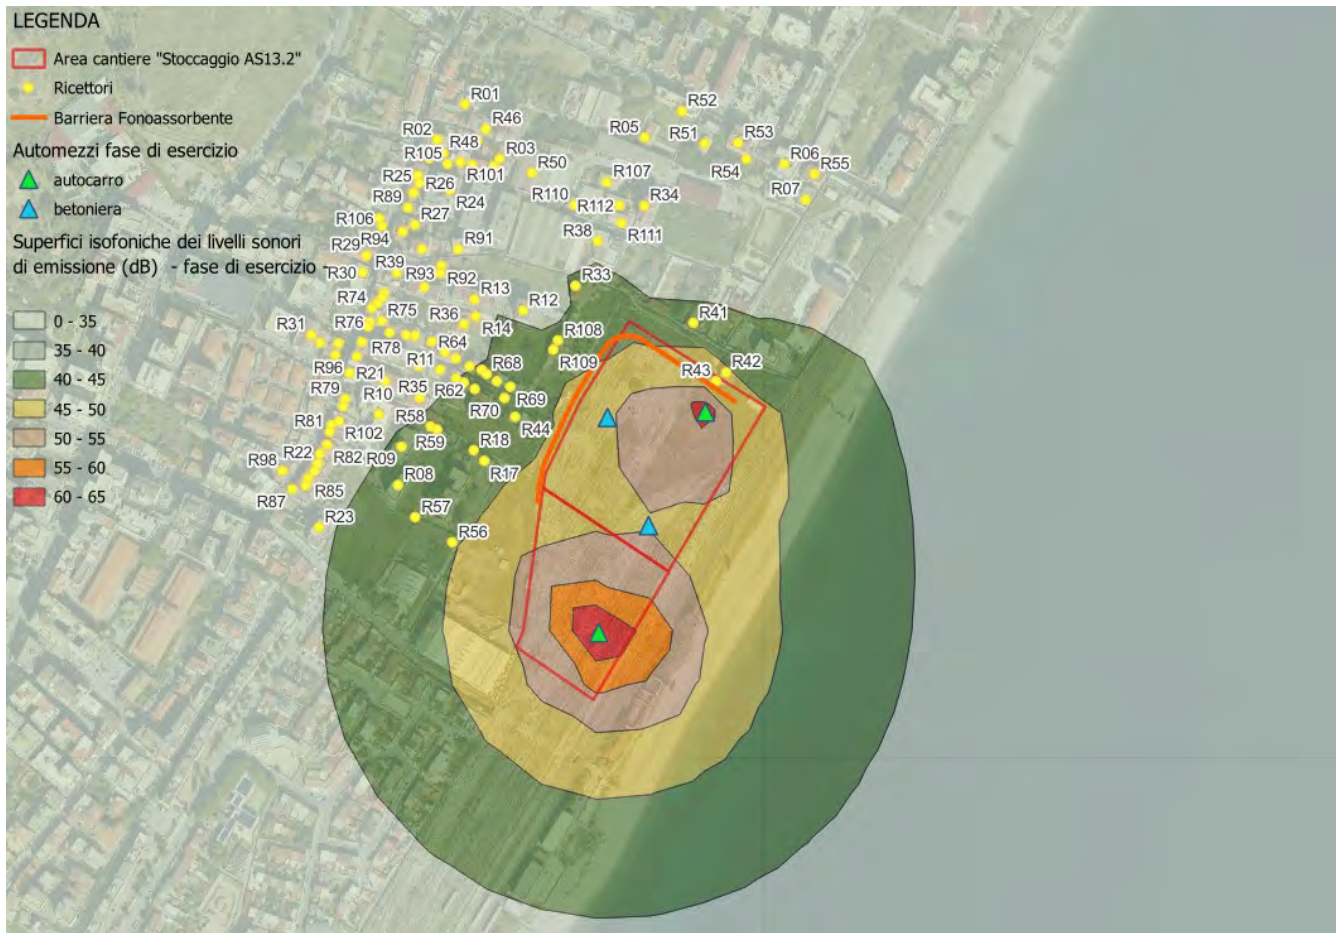 LEGENDA
Area cantiere "Stoccaggio AS13.2"
Ricettori
Barriera Fonoassorbente
Automezzi fase di esercizio
autocarro
betoniera
Superfici isofoniche dei livelli sonori
di emissione (dB) - fase di esercizio -
0 - 35
35 - 40
40 - 45
45 - 50
50 - 55
55 - 60
60 - 65
R01
R52
R46
R05
R02
R48
R51
R53
R105
R03
R06
R50
R54
R55
R101
R25
R26
R107
R07
R24
R89
R110
R112
R34
R27
R106
R111
R94
R91
R38
R29
R39
R30
R93
R92
R33
R13
R74
R12
R75
R36
R41
R76
R14
R31
R108
R78
R64
R109
R11
R68
R42
R96
R21
R43
R79
R10
R35
R62
R70
R69
R81
R58
R44
R102
R59
R18
R22
R82
R09
R98
R17
R08
R87
R85
R57
R23
R56